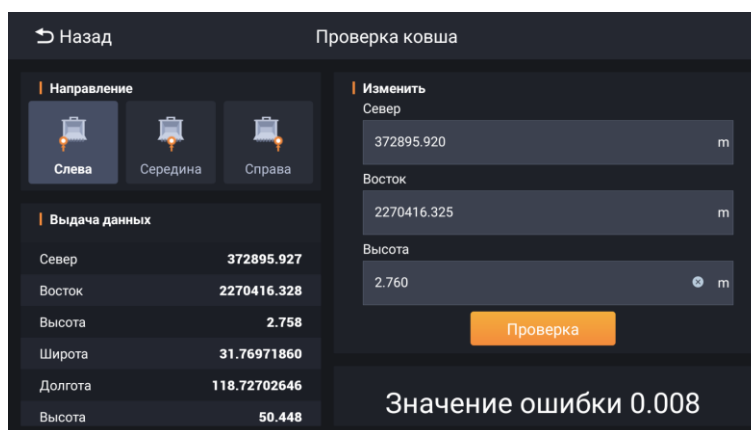 Назад
Проверка ковша
Направление
Слева
Середина
Справа
Выдача данных
Север 372895.927
Восток 2270416.328
Высота 2.758
Широта 31.76971860
Долгота 118.72702646
Высота 50.448
Изменить
Север
372895.920 m
Восток
2270416.325 m
Высота
2.760 m
Проверка
Значение ошибки 0.008